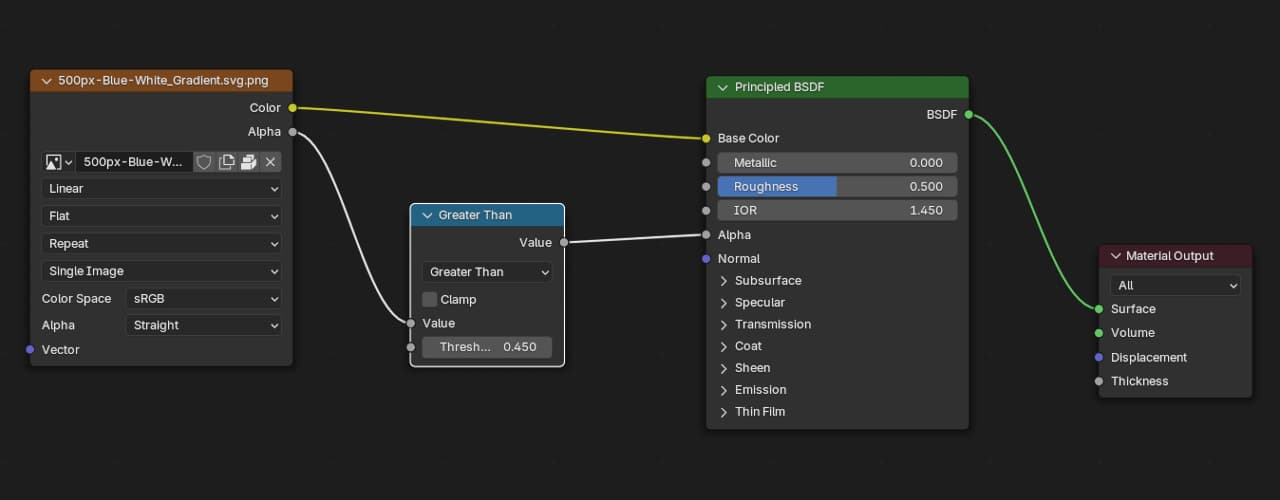 500px-Blue-White_Gradient.svg.png
Color
Alpha
500px-Blue-W...
Linear
Flat
Repeat
Single Image
Color Space sRGB
Alpha Straight
Vector
Greater Than
Value
Greater Than
Clamp
Value
Thresh... 0.450
Principled BSDF
BSDF
Base Color
Metallic 0.000
Roughness 0.500
IOR 1.450
Alpha
Normal
Subsurface
Specular
Transmission
Coat
Sheen
Emission
Thin Film
Material Output
All
Surface
Volume
Displacement
Thickness